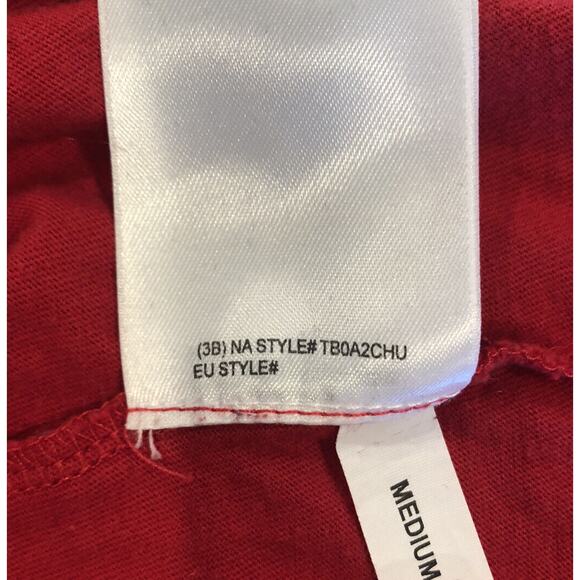 (3B) NA STYLE# TB0A2CHU
EU STYLE#
MEDIUM